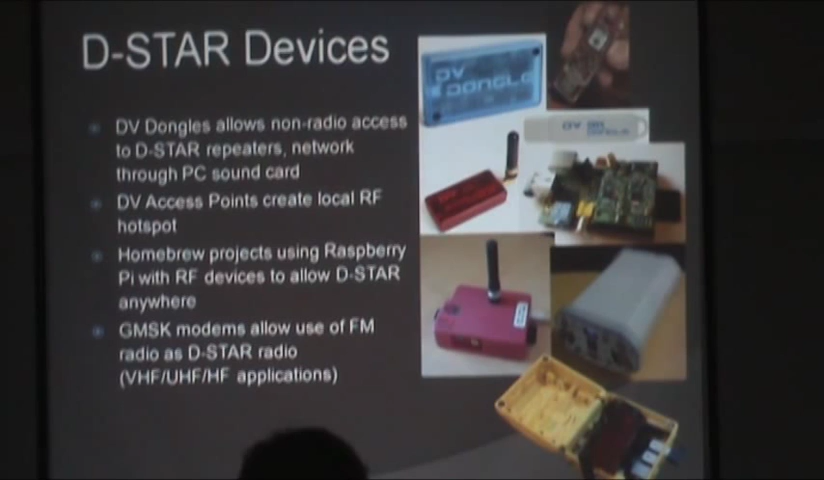 D-STAR Devices
DV Dongles allows non-radio access
to D-STAR repeaters, network
through PC sound card
DV Access Points create local RF
hotspot
Homebrew projects using Raspberry
Pi with RF devices to allow D-STAR
anywhere
GMSK modems allow use of FM
radio as D-STAR radio
(VHF/UHF/HF applications)
DV
DONGLE
DV